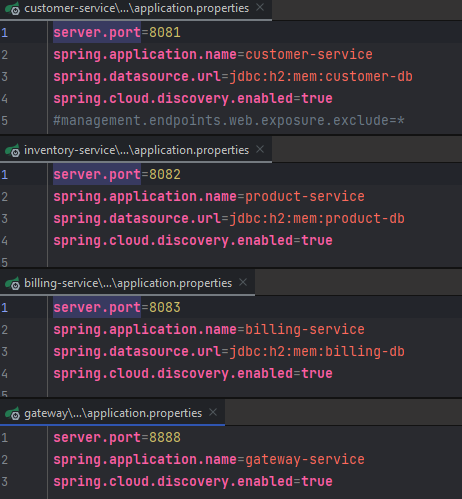 customer-service\...\application.properties ×
1 server.port=8081
2 spring.application.name=customer-service
3 spring.datasource.url=jdbc:h2:mem:customer-db
4 spring.cloud.discovery.enabled=true
5 #management.endpoints.web.exposure.exclude=*
inventory-service\...\application.properties ×
1 server.port=8082
2 spring.application.name=product-service
3 spring.datasource.url=jdbc:h2:mem:product-db
4 spring.cloud.discovery.enabled=true
5
billing-service\...\application.properties ×
1 server.port=8083
2 spring.application.name=billing-service
3 spring.datasource.url=jdbc:h2:mem:billing-db
4 spring.cloud.discovery.enabled=true
5
gateway\...\application.properties ×
1 server.port=8888
2 spring.application.name=gateway-service
3 spring.cloud.discovery.enabled=true